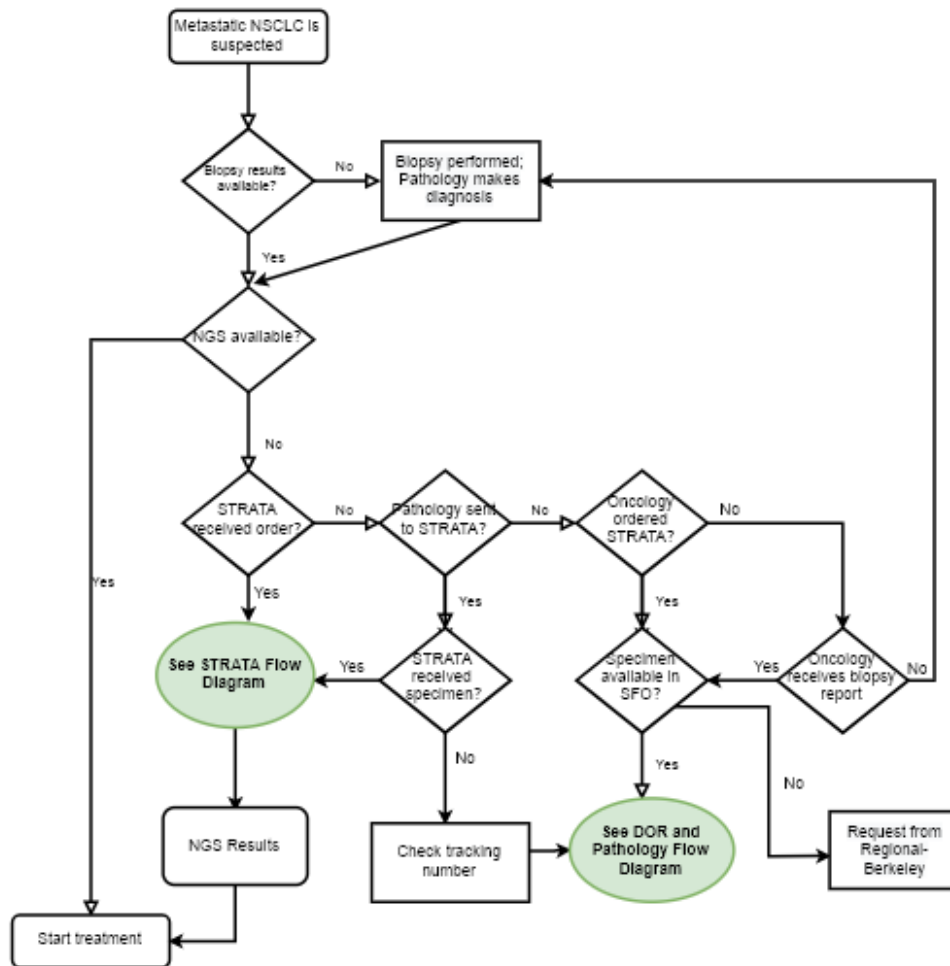 Metastatic NSCLC is
suspected
Biopsy results
available?
No
Biopsy performed;
Pathology makes
diagnosis
Yes
NGS available?
No
Yes
STRATA
received order?
No
Pathology sent
to STRATA?
No
Oncology
ordered
STRATA?
No
Yes
Yes
Yes
See STRATA Flow
Diagram
Yes
STRATA
received
specimen?
Specimen
available in
SFO?
Yes
Oncology
receives biopsy
report
No
No
Yes
No
NGS Results
Check tracking
number
See DOR and
Pathology Flow
Diagram
Request from
Regional-
Berkeley
Start treatment